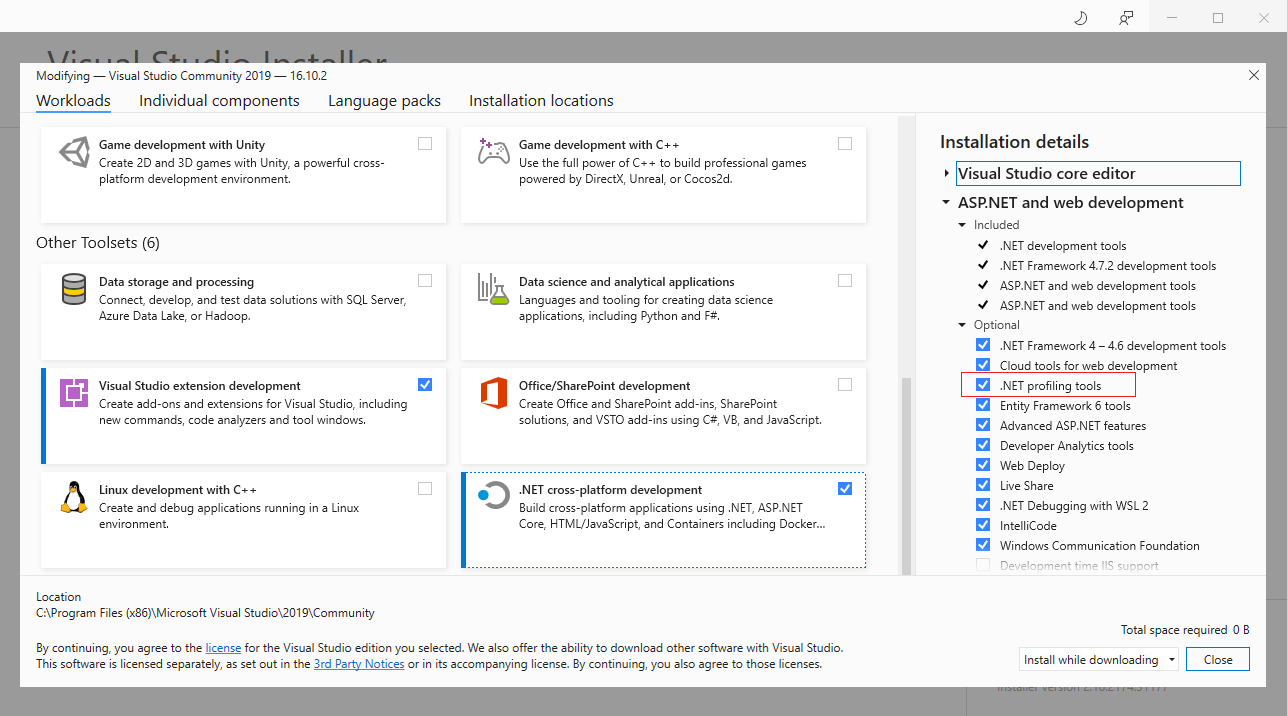 Visual Studio Installer
Modifying — Visual Studio Community 2019 — 16.10.2
Workloads
Individual components
Language packs
Installation locations
Game development with Unity
Create 2D and 3D games with Unity, a powerful cross-
platform development environment.
Game development with C++
Use the full power of C++ to build professional games
powered by DirectX, Unreal, or Cocos2d.
Other Toolsets (6)
Data storage and processing
Connect, develop, and test data solutions with SQL Server,
Azure Data Lake, or Hadoop.
Data science and analytical applications
Languages and tooling for creating data science
applications, including Python and F#.
Visual Studio extension development
Create add-ons and extensions for Visual Studio, including
new commands, code analyzers and tool windows.
Office/SharePoint development
Create Office and SharePoint add-ins, SharePoint
solutions, and VSTO add-ins using C#, VB, and JavaScript.
Linux development with C++
Create and debug applications running in a Linux
environment.
.NET cross-platform development
Build cross-platform applications using .NET, ASP.NET
Core, HTML/JavaScript, and Containers including Docker...
Installation details
Visual Studio core editor
ASP.NET and web development
Included
.NET development tools
.NET Framework 4.7.2 development tools
ASP.NET and web development tools
ASP.NET and web development tools
Optional
.NET Framework 4 – 4.6 development tools
Cloud tools for web development
.NET profiling tools
Entity Framework 6 tools
Advanced ASP.NET features
Developer Analytics tools
Web Deploy
Live Share
.NET Debugging with WSL 2
IntelliCode
Windows Communication Foundation
Development time IIS support
Location
C:\Program Files (x86)\Microsoft Visual Studio\2019\Community
By continuing, you agree to the license for the Visual Studio edition you selected. We also offer the ability to download other software with Visual Studio.
This software is licensed separately, as set out in the 3rd Party Notices or in its accompanying license. By continuing, you also agree to those licenses.
Total space required 0 B
Install while downloading
Close